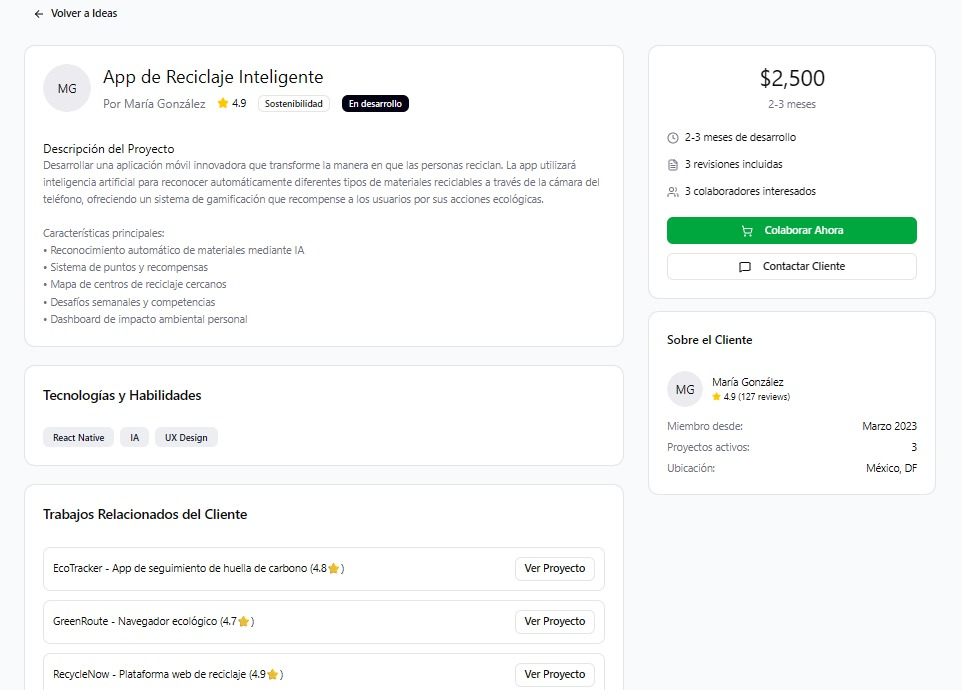 Volver a Ideas
MG
App de Reciclaje Inteligente
Por María González 4.9 Sostenibilidad En desarrollo
Descripción del Proyecto
Desarrollar una aplicación móvil innovadora que transforme la manera en que las personas reciclan. La app utilizará
inteligencia artificial para reconocer automáticamente diferentes tipos de materiales reciclables a través de la cámara del
teléfono, ofreciendo un sistema de gamificación que recompense a los usuarios por sus acciones ecológicas.
Características principales:
• Reconocimiento automático de materiales mediante IA
• Sistema de puntos y recompensas
• Mapa de centros de reciclaje cercanos
• Desafíos semanales y competencias
• Dashboard de impacto ambiental personal
Tecnologías y Habilidades
React Native IA UX Design
Trabajos Relacionados del Cliente
EcoTracker - App de seguimiento de huella de carbono (4.8⭐) Ver Proyecto
GreenRoute - Navegador ecológico (4.7⭐) Ver Proyecto
RecycleNow - Plataforma web de reciclaje (4.9⭐) Ver Proyecto
$2,500
2-3 meses
2-3 meses de desarrollo
3 revisiones incluidas
3 colaboradores interesados
Colaborar Ahora
Contactar Cliente
Sobre el Cliente
MG
María González
4.9 (127 reviews)
Miembro desde: Marzo 2023
Proyectos activos: 3
Ubicación: México, DF